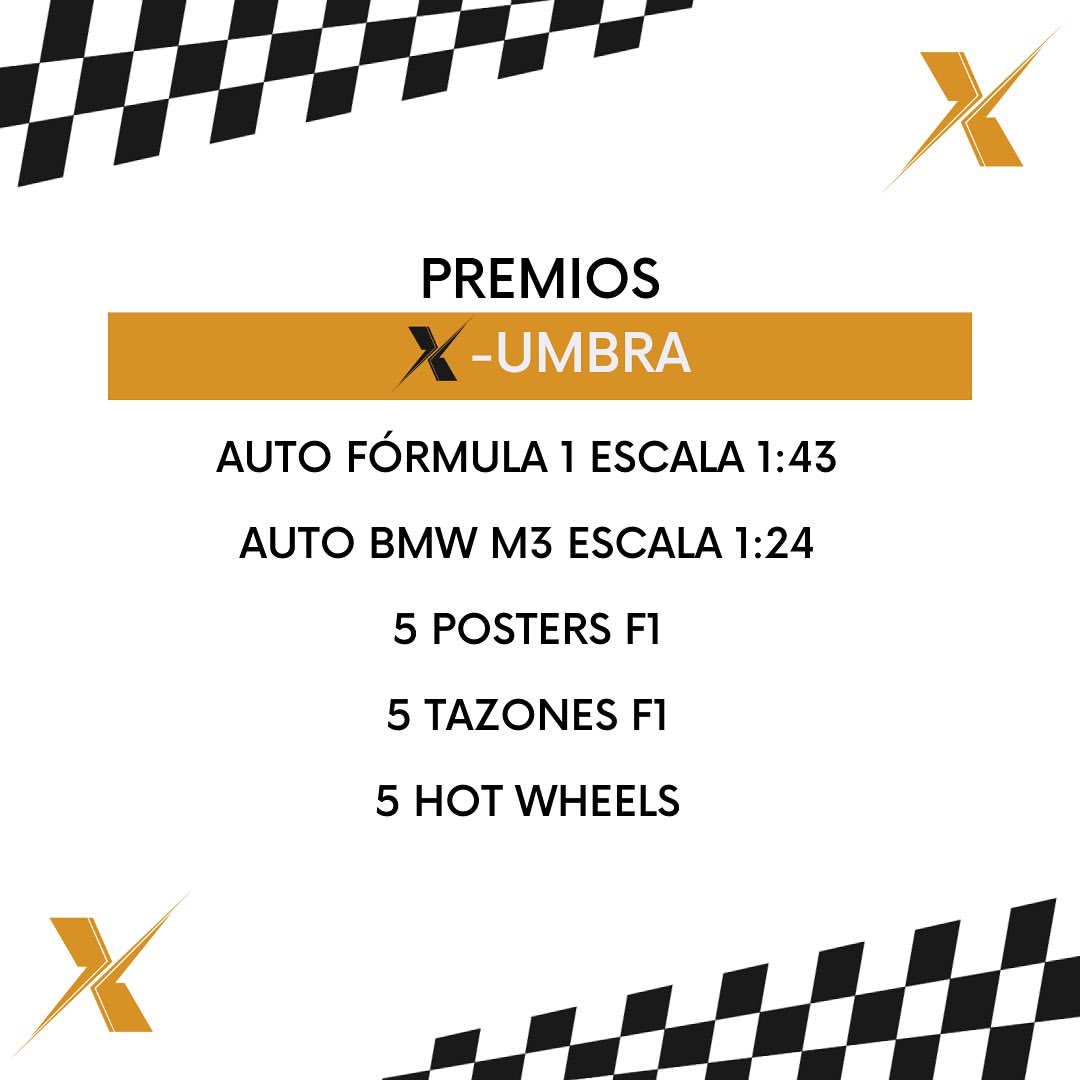 PREMIOS
X-UMBRA
AUTO FÓRMULA 1 ESCALA 1:43
AUTO BMW M3 ESCALA 1:24
5 POSTERS F1
5 TAZONES F1
5 HOT WHEELS